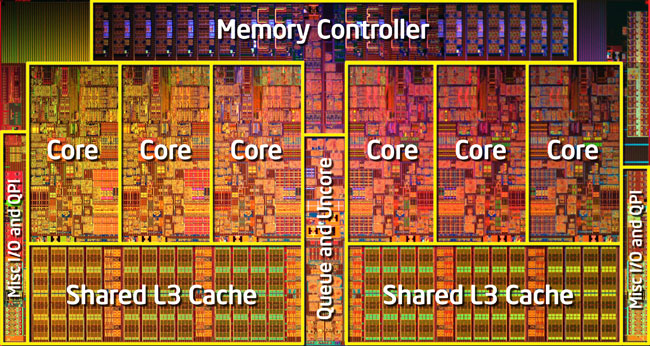 Memory Controller
Core
Core
Core
Core
Core
Core
Misc I/O and QPI
Queue and Uncore
Misc I/O and QPI
Shared L3 Cache
Shared L3 Cache